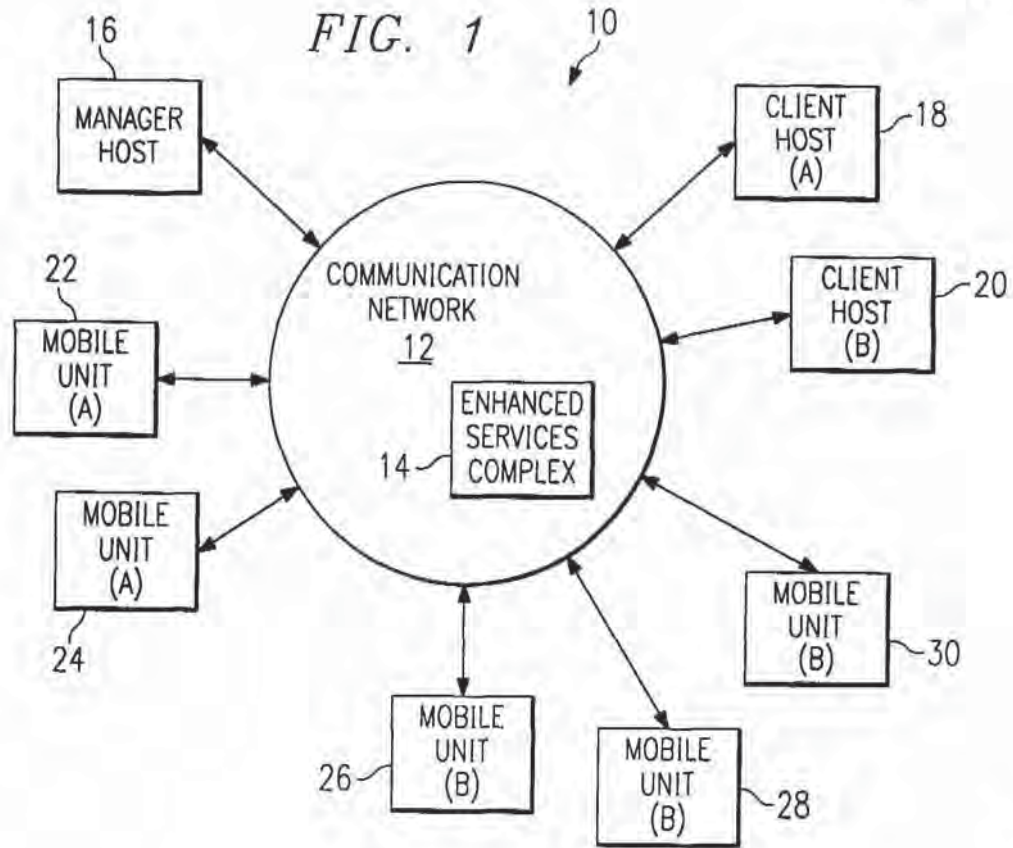 FIG. 1
10
16
MANAGER
HOST
CLIENT
HOST
(A)
18
COMMUNICATION
NETWORK
12
CLIENT
HOST
(B)
20
22
MOBILE
UNIT
(A)
ENHANCED
SERVICES
COMPLEX
14
MOBILE
UNIT
(A)
24
MOBILE
UNIT
(B)
30
MOBILE
UNIT
(B)
26
MOBILE
UNIT
(B)
28